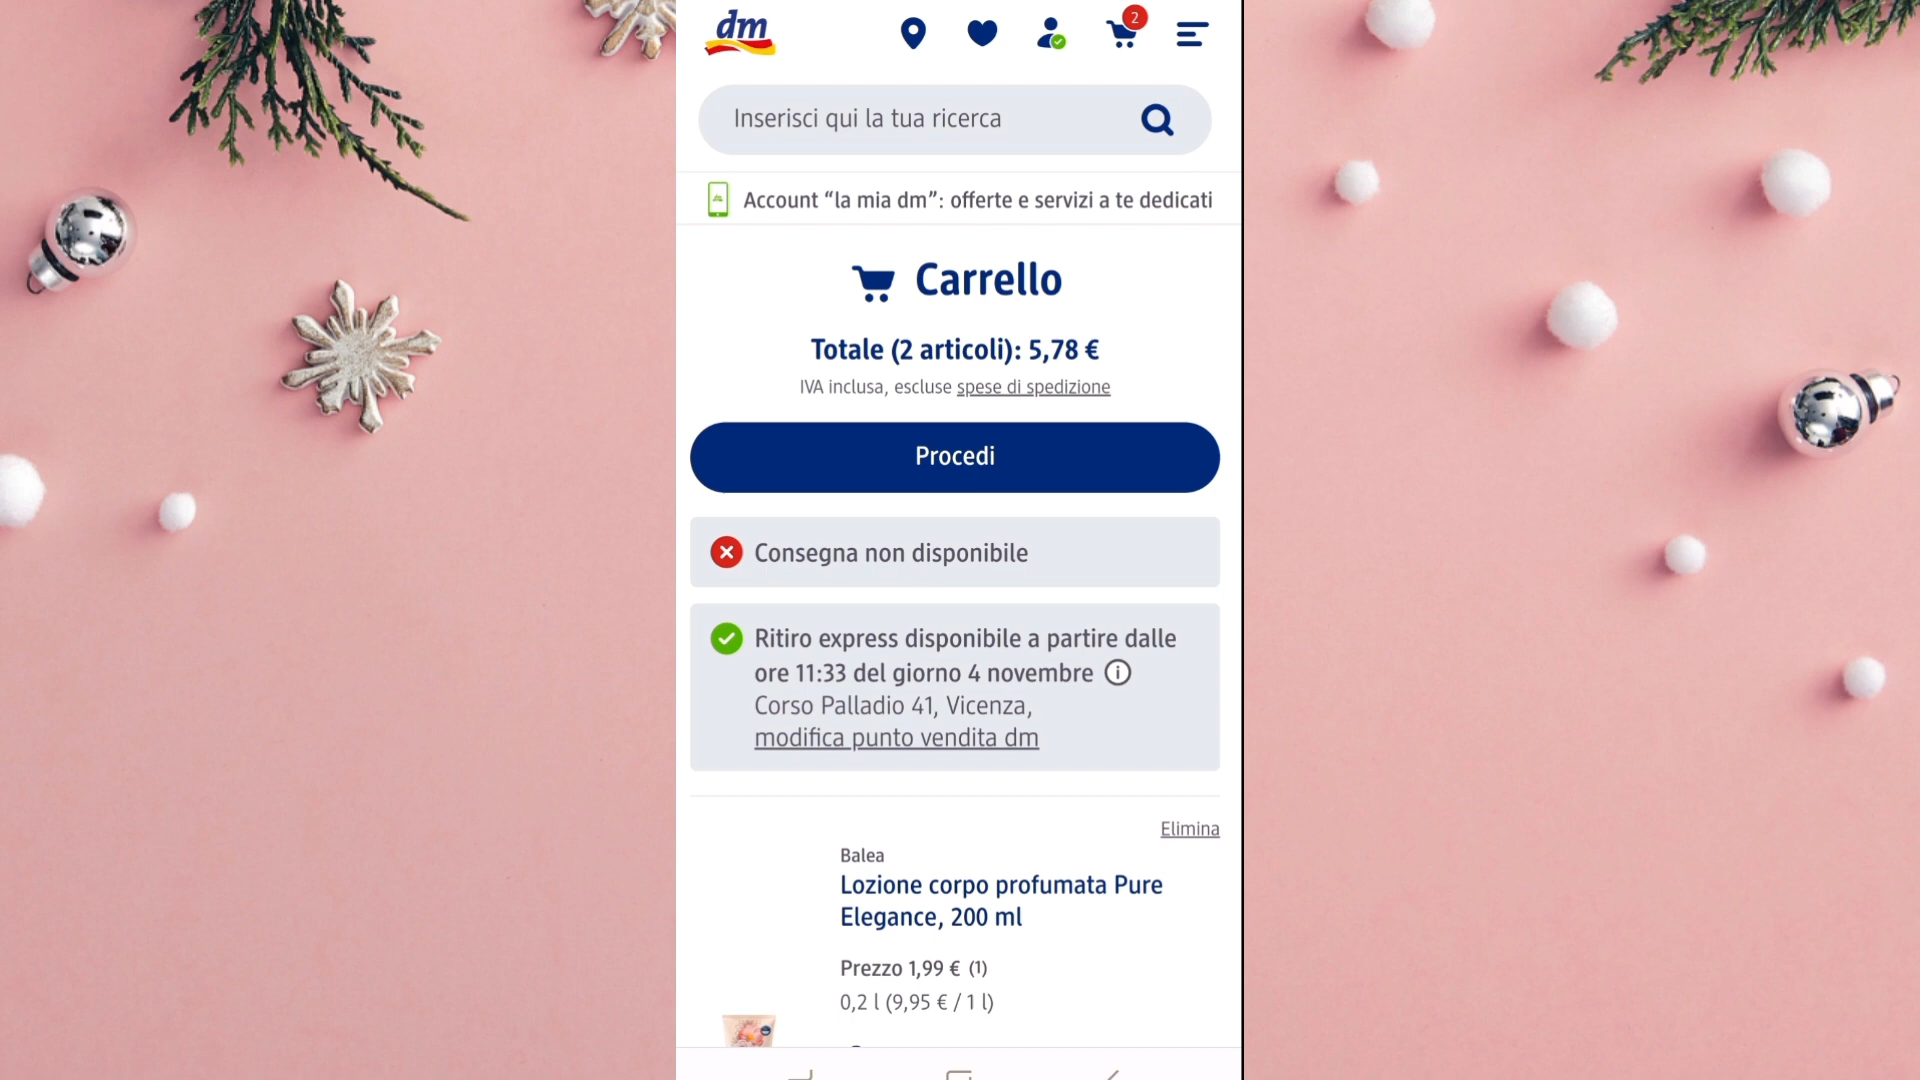 dm
2
Inserisci qui la tua ricerca
Account “la mia dm”: offerte e servizi a te dedicati
Carrello
Totale (2 articoli): 5,78 €
IVA inclusa, escluse spese di spedizione
Procedi
Consegna non disponibile
Ritiro express disponibile a partire dalle
ore 11:33 del giorno 4 novembre
Corso Palladio 41, Vicenza,
modifica punto vendita dm
Elimina
Balea
Lozione corpo profumata Pure
Elegance, 200 ml
Prezzo 1,99 € (1)
0,2 l (9,95 € / 1 l)